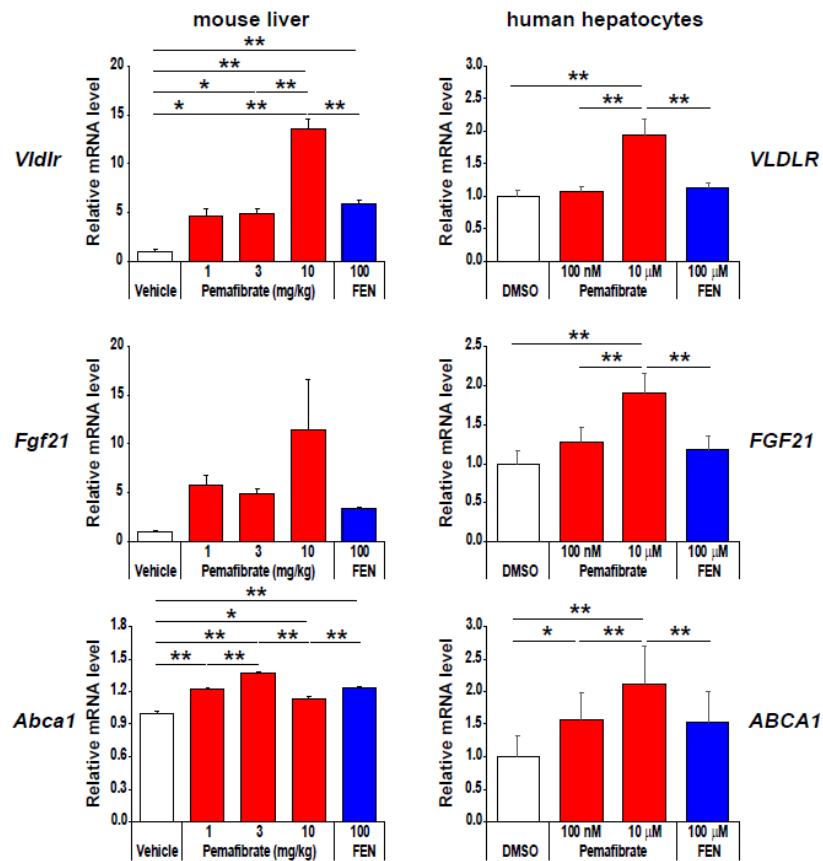 mouse liver
human hepatocytes
Vldlr
Relative mRNA level
20
15
10
5
0
**
**
* **
* ** **
1 3 10 100
Vehicle Pemafibrate (mg/kg) FEN
Relative mRNA level
3.0
2.5
2.0
1.5
1.0
0.5
0.0
**
** **
100 nM 10 µM 100 µM
DMSO Pemafibrate FEN
VLDLR
Fgf21
Relative mRNA level
20
15
10
5
0
1 3 10 100
Vehicle Pemafibrate (mg/kg) FEN
Relative mRNA level
2.5
2.0
1.5
1.0
0.5
0.0
**
** **
100 nM 10 µM 100 µM
DMSO Pemafibrate FEN
FGF21
Abca1
Relative mRNA level
1.8
1.5
1.2
0.9
0.6
0.3
0.0
**
*
** ** **
** **
1 3 10 100
Vehicle Pemafibrate (mg/kg) FEN
Relative mRNA level
3.0
2.5
2.0
1.5
1.0
0.5
0.0
**
* ** **
100 nM 10 µM 100 µM
DMSO Pemafibrate FEN
ABCA1